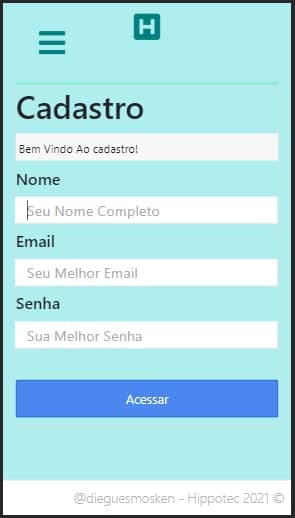 H
Cadastro
Bem Vindo Ao cadastro!
Nome
Seu Nome Completo
Email
Seu Melhor Email
Senha
Sua Melhor Senha
Acessar
@dieguesmosken - Hippotec 2021 ©